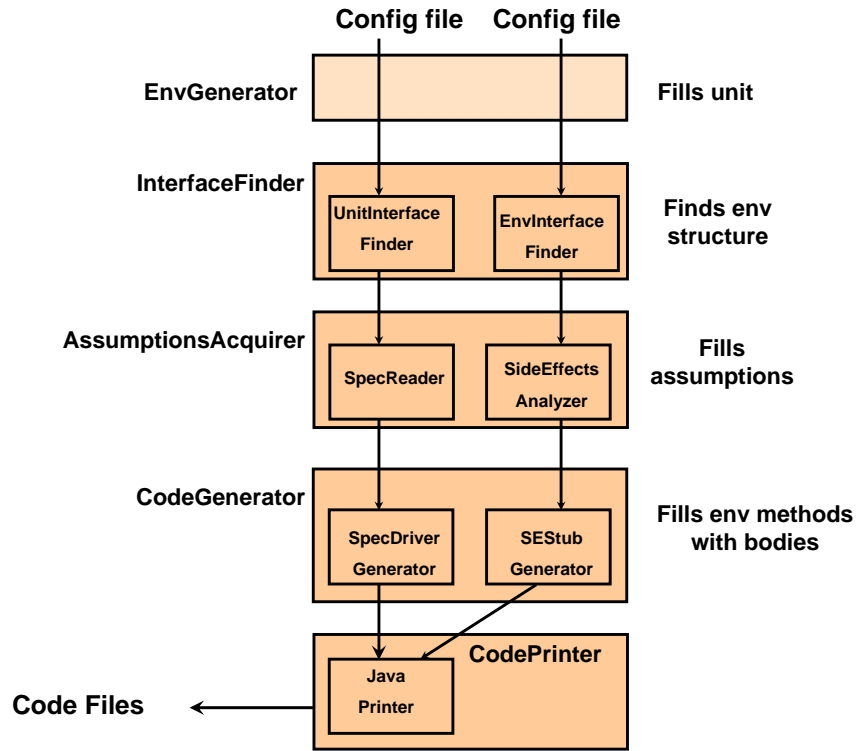 Config file
Config file
EnvGenerator
Fills unit
InterfaceFinder
UnitInterface
Finder
EnvInterface
Finder
Finds env
structure
AssumptionsAcquirer
SpecReader
SideEffects
Analyzer
Fills
assumptions
CodeGenerator
SpecDriver
Generator
SEStub
Generator
Fills env methods
with bodies
CodePrinter
Java
Printer
Code Files